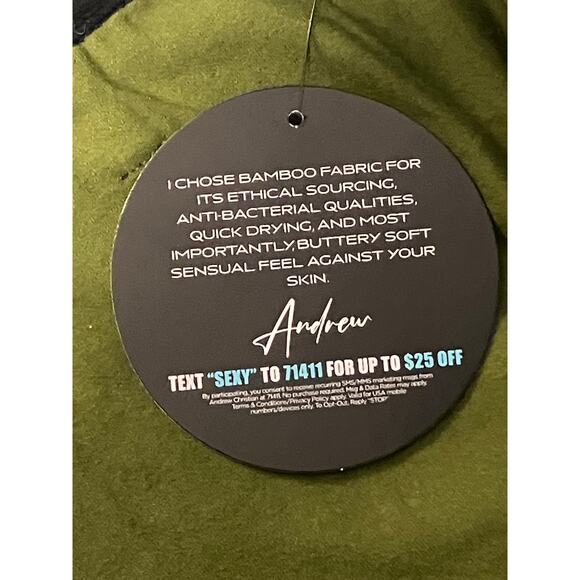 I CHOSE BAMBOO FABRIC FOR
ITS ETHICAL SOURCING,
ANTI-BACTERIAL QUALITIES,
QUICK DRYING, AND MOST
IMPORTANTLY, BUTTERY SOFT
SENSUAL FEEL AGAINST YOUR
SKIN.
Andrew
TEXT “SEXY” TO 71411 FOR UP TO $25 OFF
By participating, you consent to receive recurring SMS/MMS marketing msgs from
Andrew Christian at 71411. No purchase required. Msg & Data Rates may apply.
Terms & Conditions/Privacy Policy apply. Valid for USA mobile
numbers/devices only. To Opt-Out, Reply "STOP"